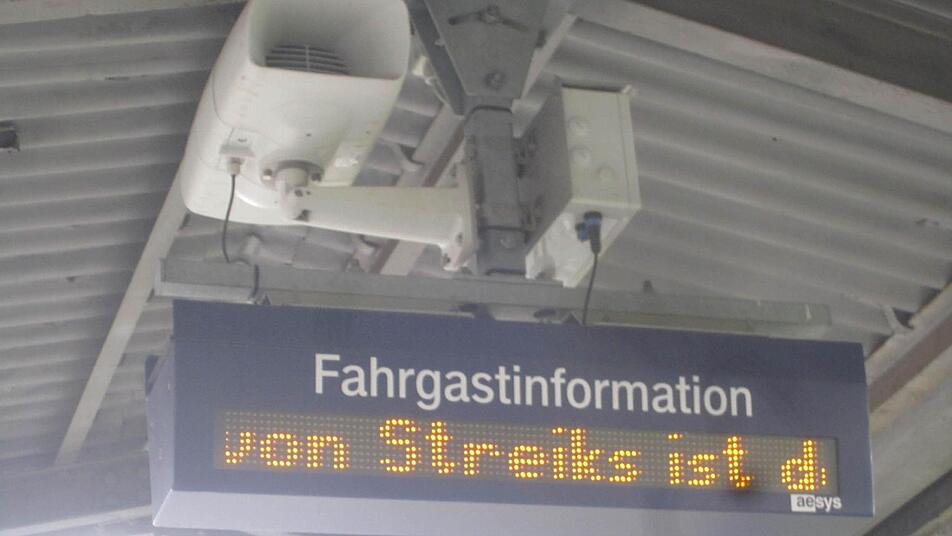 Fahrgastinformation
von Streiks ist d
aesys